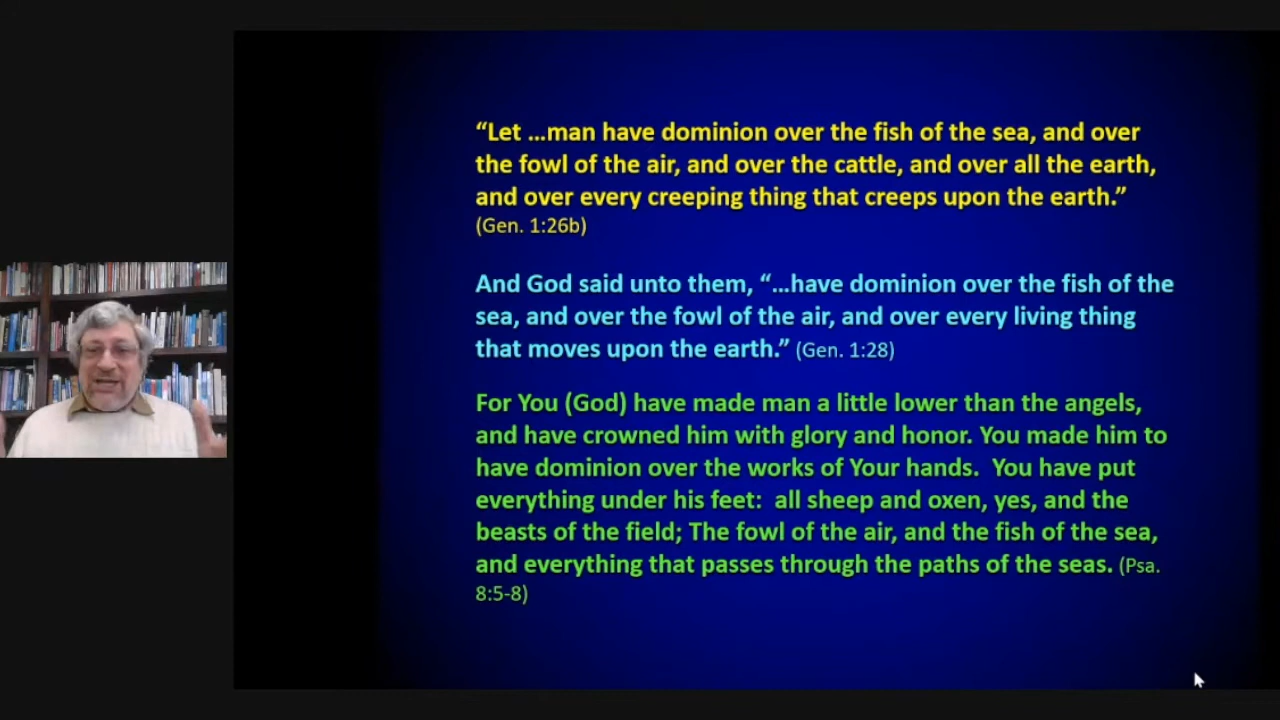 “Let ...man have dominion over the fish of the sea, and over
the fowl of the air, and over the cattle, and over all the earth,
and over every creeping thing that creeps upon the earth.”
(Gen. 1:26b)
And God said unto them, “...have dominion over the fish of the
sea, and over the fowl of the air, and over every living thing
that moves upon the earth.” (Gen. 1:28)
For You (God) have made man a little lower than the angels,
and have crowned him with glory and honor. You made him to
have dominion over the works of Your hands.  You have put
everything under his feet:  all sheep and oxen, yes, and the
beasts of the field; The fowl of the air, and the fish of the sea,
and everything that passes through the paths of the seas. (Psa.
8:5-8)